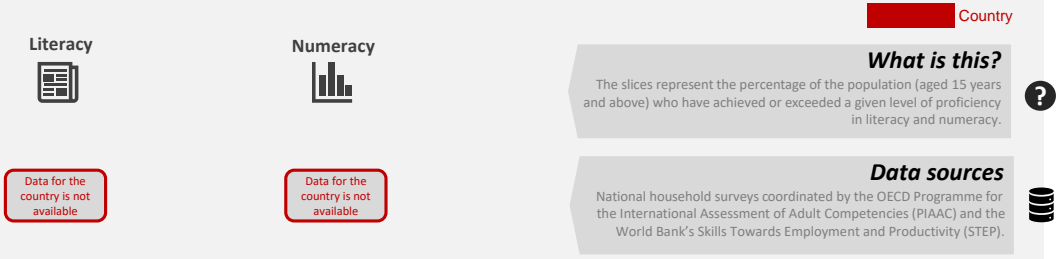 Country
Literacy
Numeracy
What is this?
The slices represent the percentage of the population (aged 15 years
and above) who have achieved or exceeded a given level of proficiency
in literacy and numeracy.
?
Data for the
country is not
available
Data for the
country is not
available
Data sources
National household surveys coordinated by the OECD Programme for
the International Assessment of Adult Competencies (PIAAC) and the
World Bank's Skills Towards Employment and Productivity (STEP).